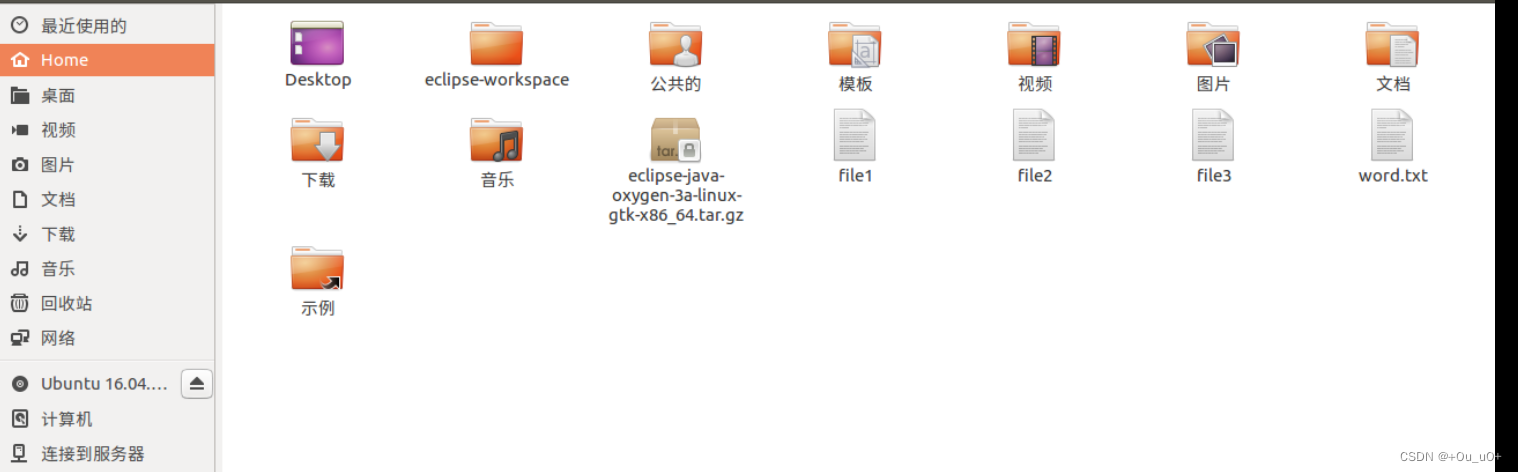 最近使用的
Home
桌面
视频
图片
文档
下载
音乐
回收站
网络
Ubuntu 16.04....
计算机
连接到服务器
Desktop
eclipse-workspace
公共的
模板
视频
图片
文档
下载
音乐
tar.
eclipse-java-
oxygen-3a-linux-
gtk-x86_64.tar.gz
file1
file2
file3
word.txt
示例
CSDN @+Ou_uO+